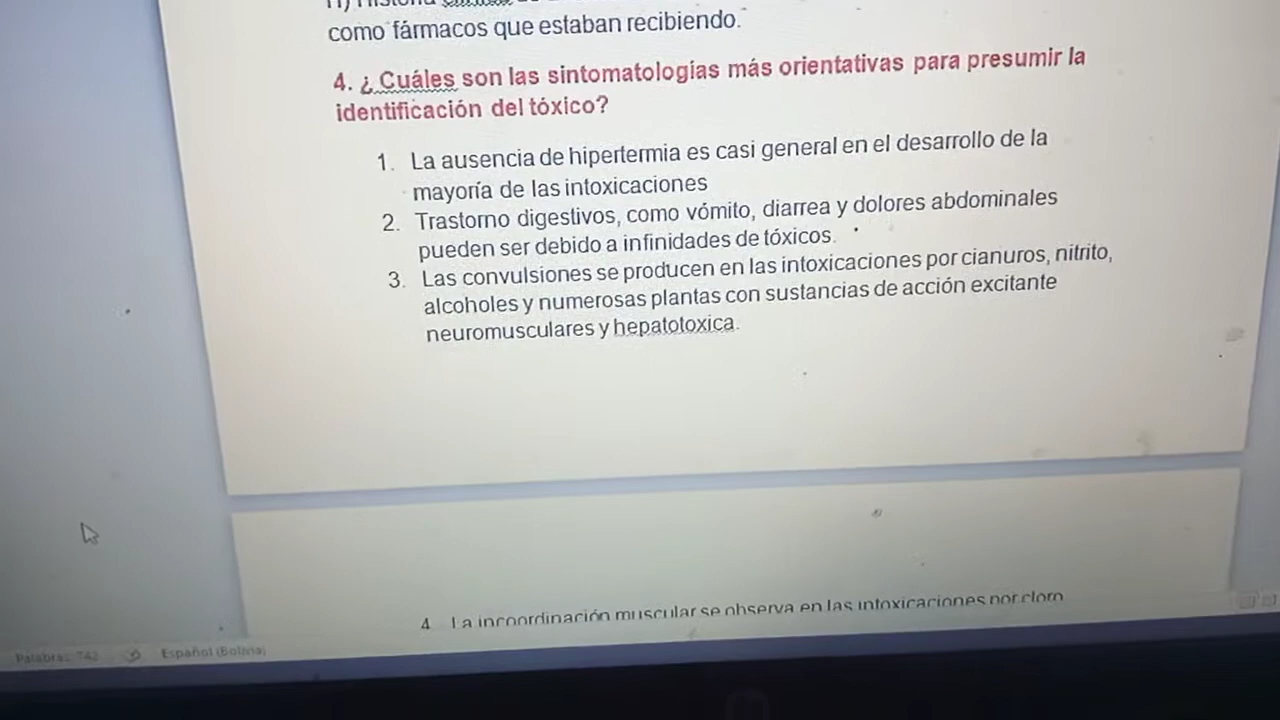 como fármacos que estaban recibiendo.
4. ¿ Cuáles son las sintomatologías más orientativas para presumir la
identificación del tóxico?
1. La ausencia de hipertermia es casi general en el desarrollo de la
mayoría de las intoxicaciones
2. Trastorno digestivos, como vómito, diarrea y dolores abdominales
pueden ser debido a infinidades de tóxicos.
3. Las convulsiones se producen en las intoxicaciones por cianuros, nitrito,
alcoholes y numerosas plantas con sustancias de acción excitante
neuromusculares y hepatotoxica.
4 La incoordinación muscular se observa en las intoxicaciones por cloro
Palabras: 742 Español (Bolivia)